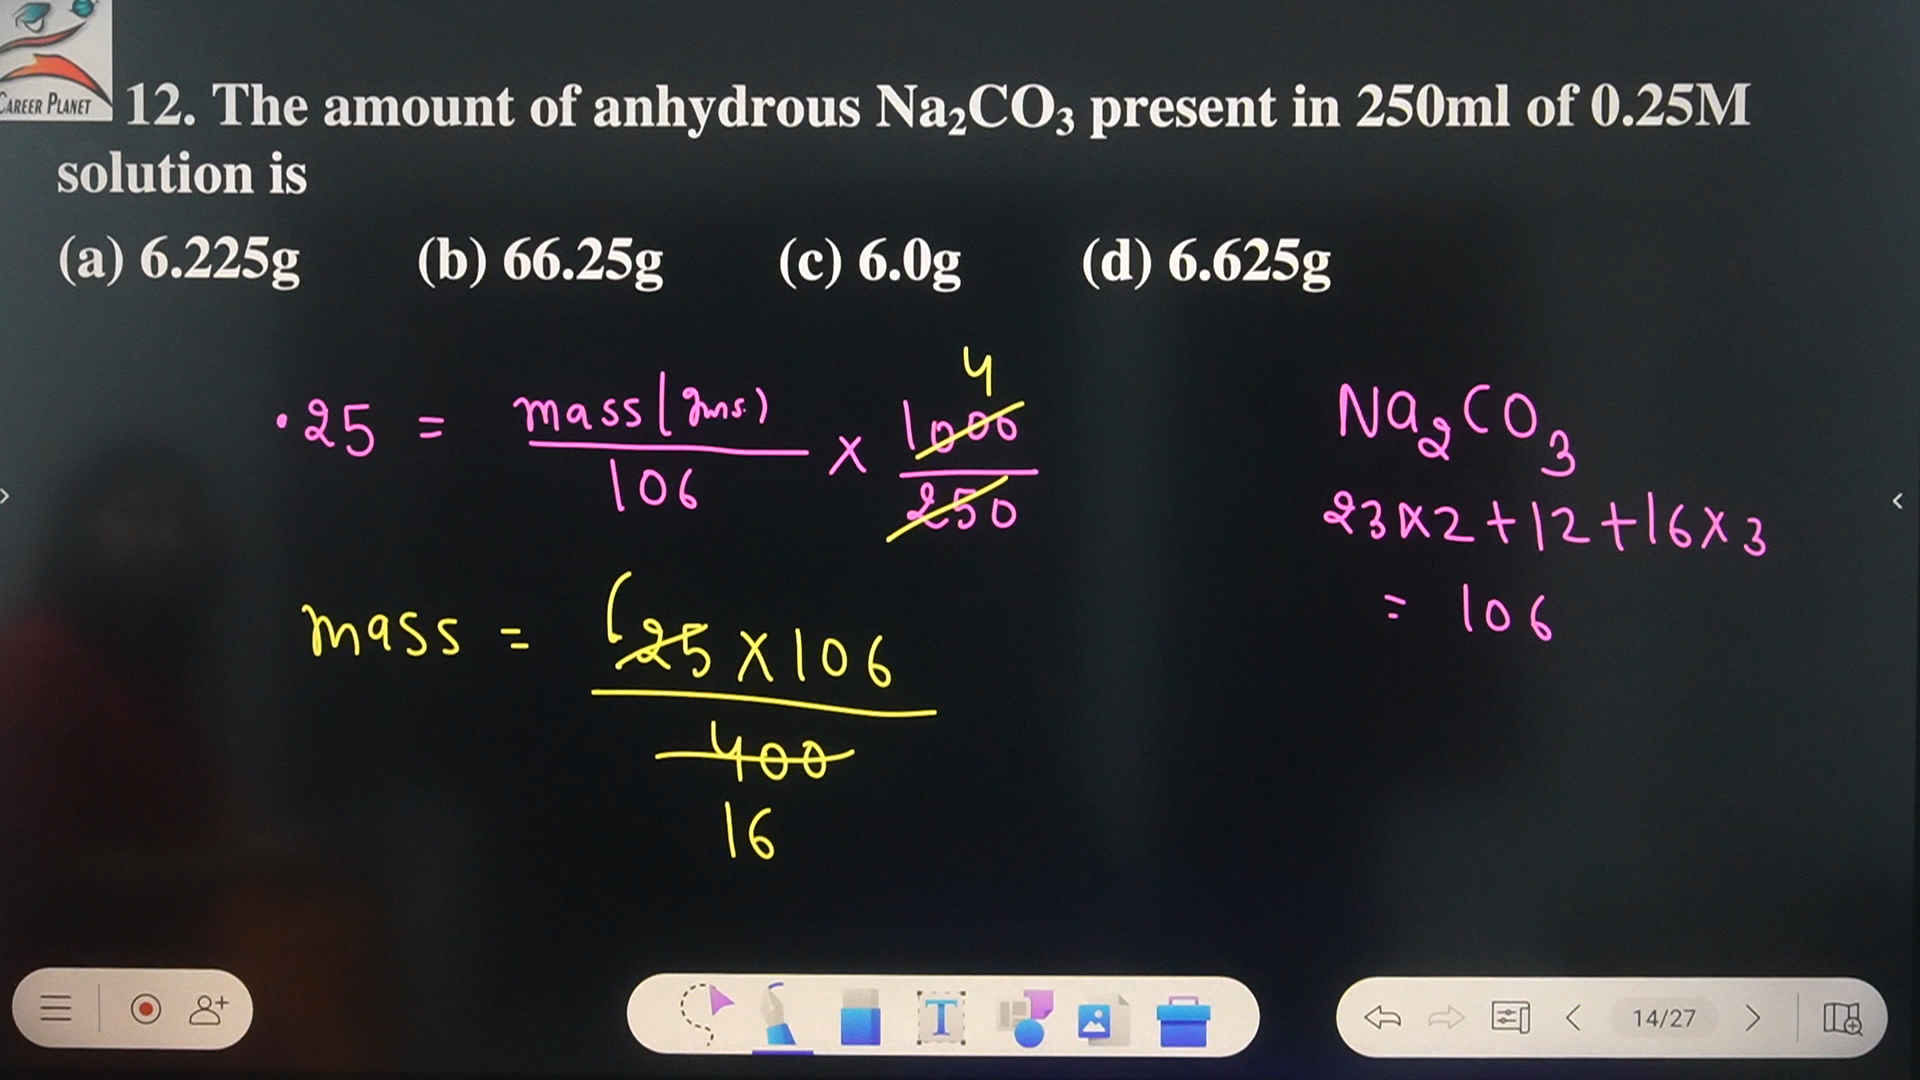 CAREER PLANET
12. The amount of anhydrous Na₂CO₃ present in 250ml of 0.25M
solution is
(a) 6.225g (b) 66.25g (c) 6.0g (d) 6.625g
.25 = mass(gms.) / 106 × 1000 / 250
4
mass = 25 × 106 / 400
16
Na₂CO₃
23×2+12+16×3
= 106
T
14/27